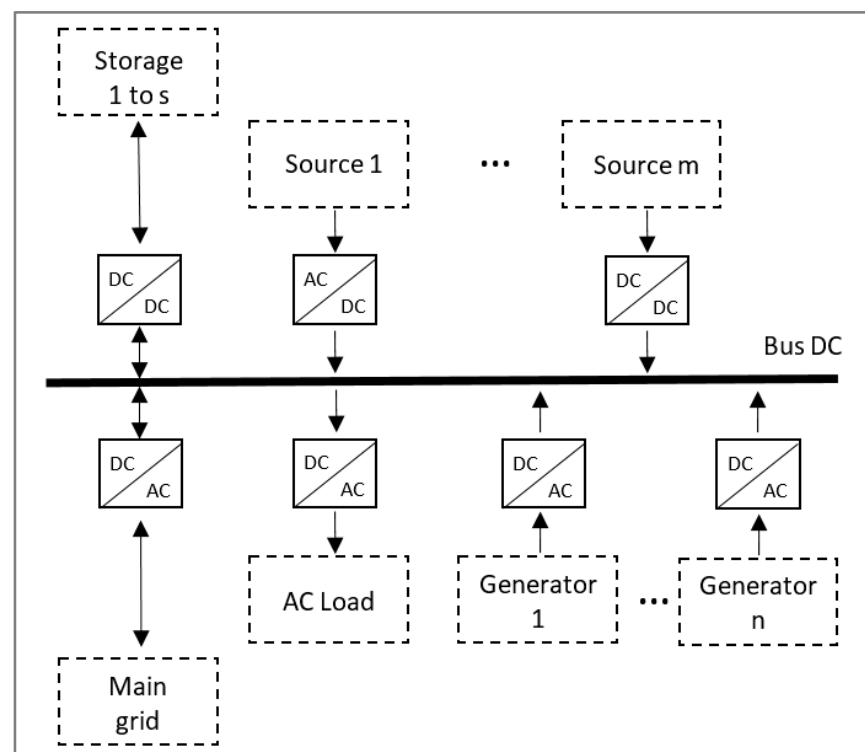 Storage
1 to s
Source 1
...
Source m
DC
DC
AC
DC
DC
DC
Bus DC
DC
AC
DC
AC
DC
AC
DC
AC
AC Load
Generator
1
...
Generator
n
Main
grid